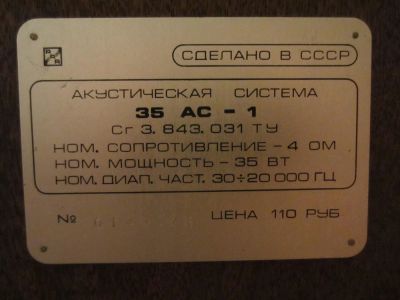 СДЕЛАНО В СССР
АКУСТИЧЕСКАЯ СИСТЕМА
35 АС - 1
Сг 3. 843. 031 ТУ
НОМ. СОПРОТИВЛЕНИЕ - 4 ОМ
НОМ. МОЩНОСТЬ - 35 ВТ
НОМ. ДИАП. ЧАСТ. 30÷20 000 ГЦ
№ ЦЕНА 110 РУБ